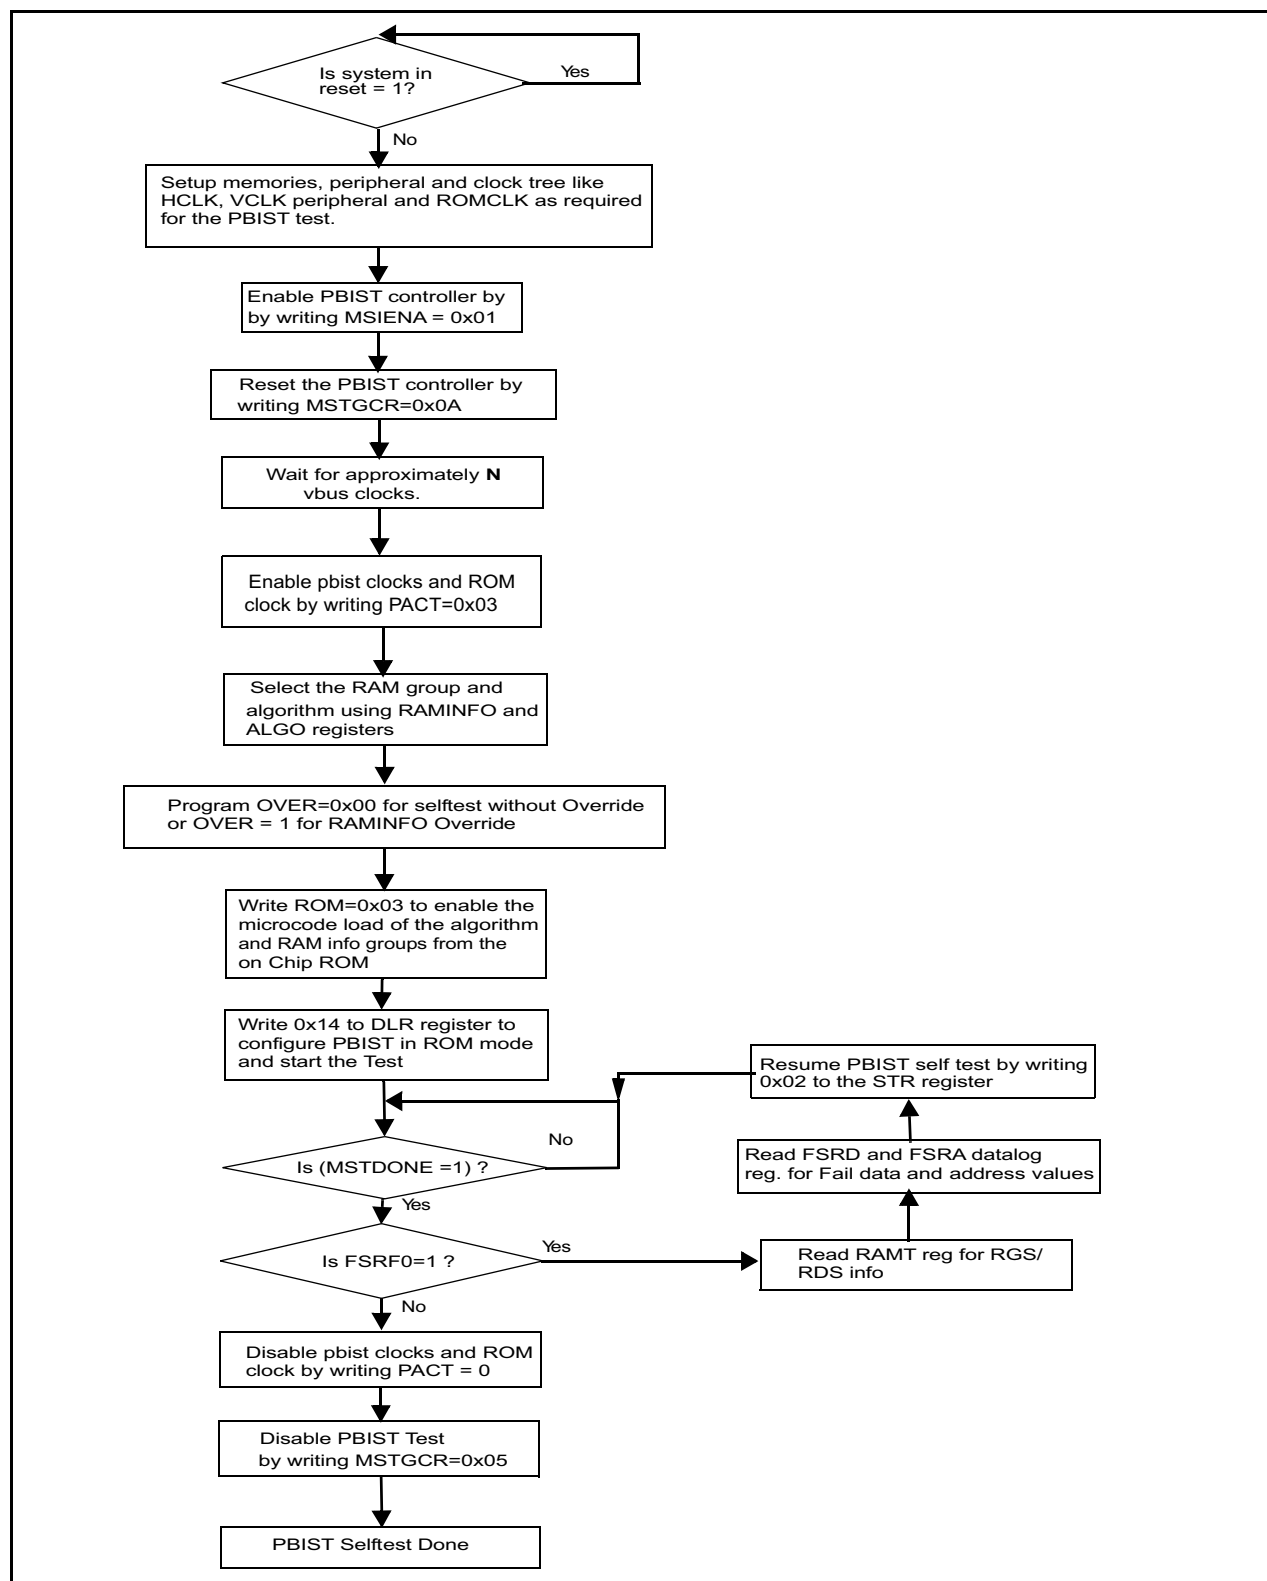 Is system in
reset = 1?
Yes
No
Setup memories, peripheral and clock tree like
HCLK, VCLK peripheral and ROMCLK as required
for the PBIST test.
Enable PBIST controller by
by writing MSIENA = 0x01
Reset the PBIST controller by
writing MSTGCR=0x0A
Wait for approximately N
vbus clocks.
Enable pbist clocks and ROM
clock by writing PACT=0x03
Select the RAM group and
algorithm using RAMINFO and
ALGO registers
Program OVER=0x00 for selftest without Override
or OVER = 1 for RAMINFO Override
Write ROM=0x03 to enable the
microcode load of the algorithm
and RAM info groups from the
on Chip ROM
Write 0x14 to DLR register to
configure PBIST in ROM mode
and start the Test
Resume PBIST self test by writing
0x02 to the STR register
No
Is (MSTDONE =1) ?
Read FSRD and FSRA datalog
reg. for Fail data and address values
Yes
Is FSRF0=1 ?
Yes
Read RAMT reg for RGS/
RDS info
No
Disable pbist clocks and ROM
clock by writing PACT = 0
Disable PBIST Test
by writing MSTGCR=0x05
PBIST Selftest Done